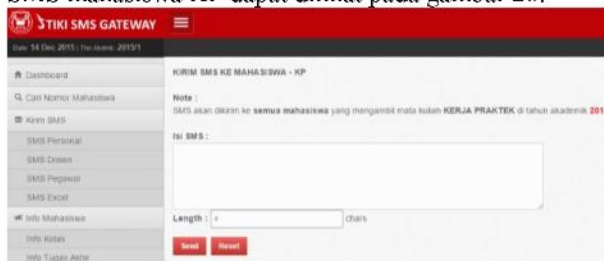 SMS mahasiswa KP dapat dilihat pada gambar 27.
STIKI SMS GATEWAY
Date: 14 Dec 2015 | Thn Akamik: 2015/1
Dashboard
Cari Nomor Mahasiswa
Kirim SMS
SMS Personal
SMS Dosen
SMS Pegawai
SMS Excel
Info Mahasiswa
Info Kelas
Info Tugas Akhir
KIRIM SMS KE MAHASISWA - KP
Note :
SMS akan dikirim ke semua mahasiswa yang mengambil mata kuliah KERJA PRAKTEK di tahun akademik 201
Isi SMS :
Length :
chars
Send
Reset